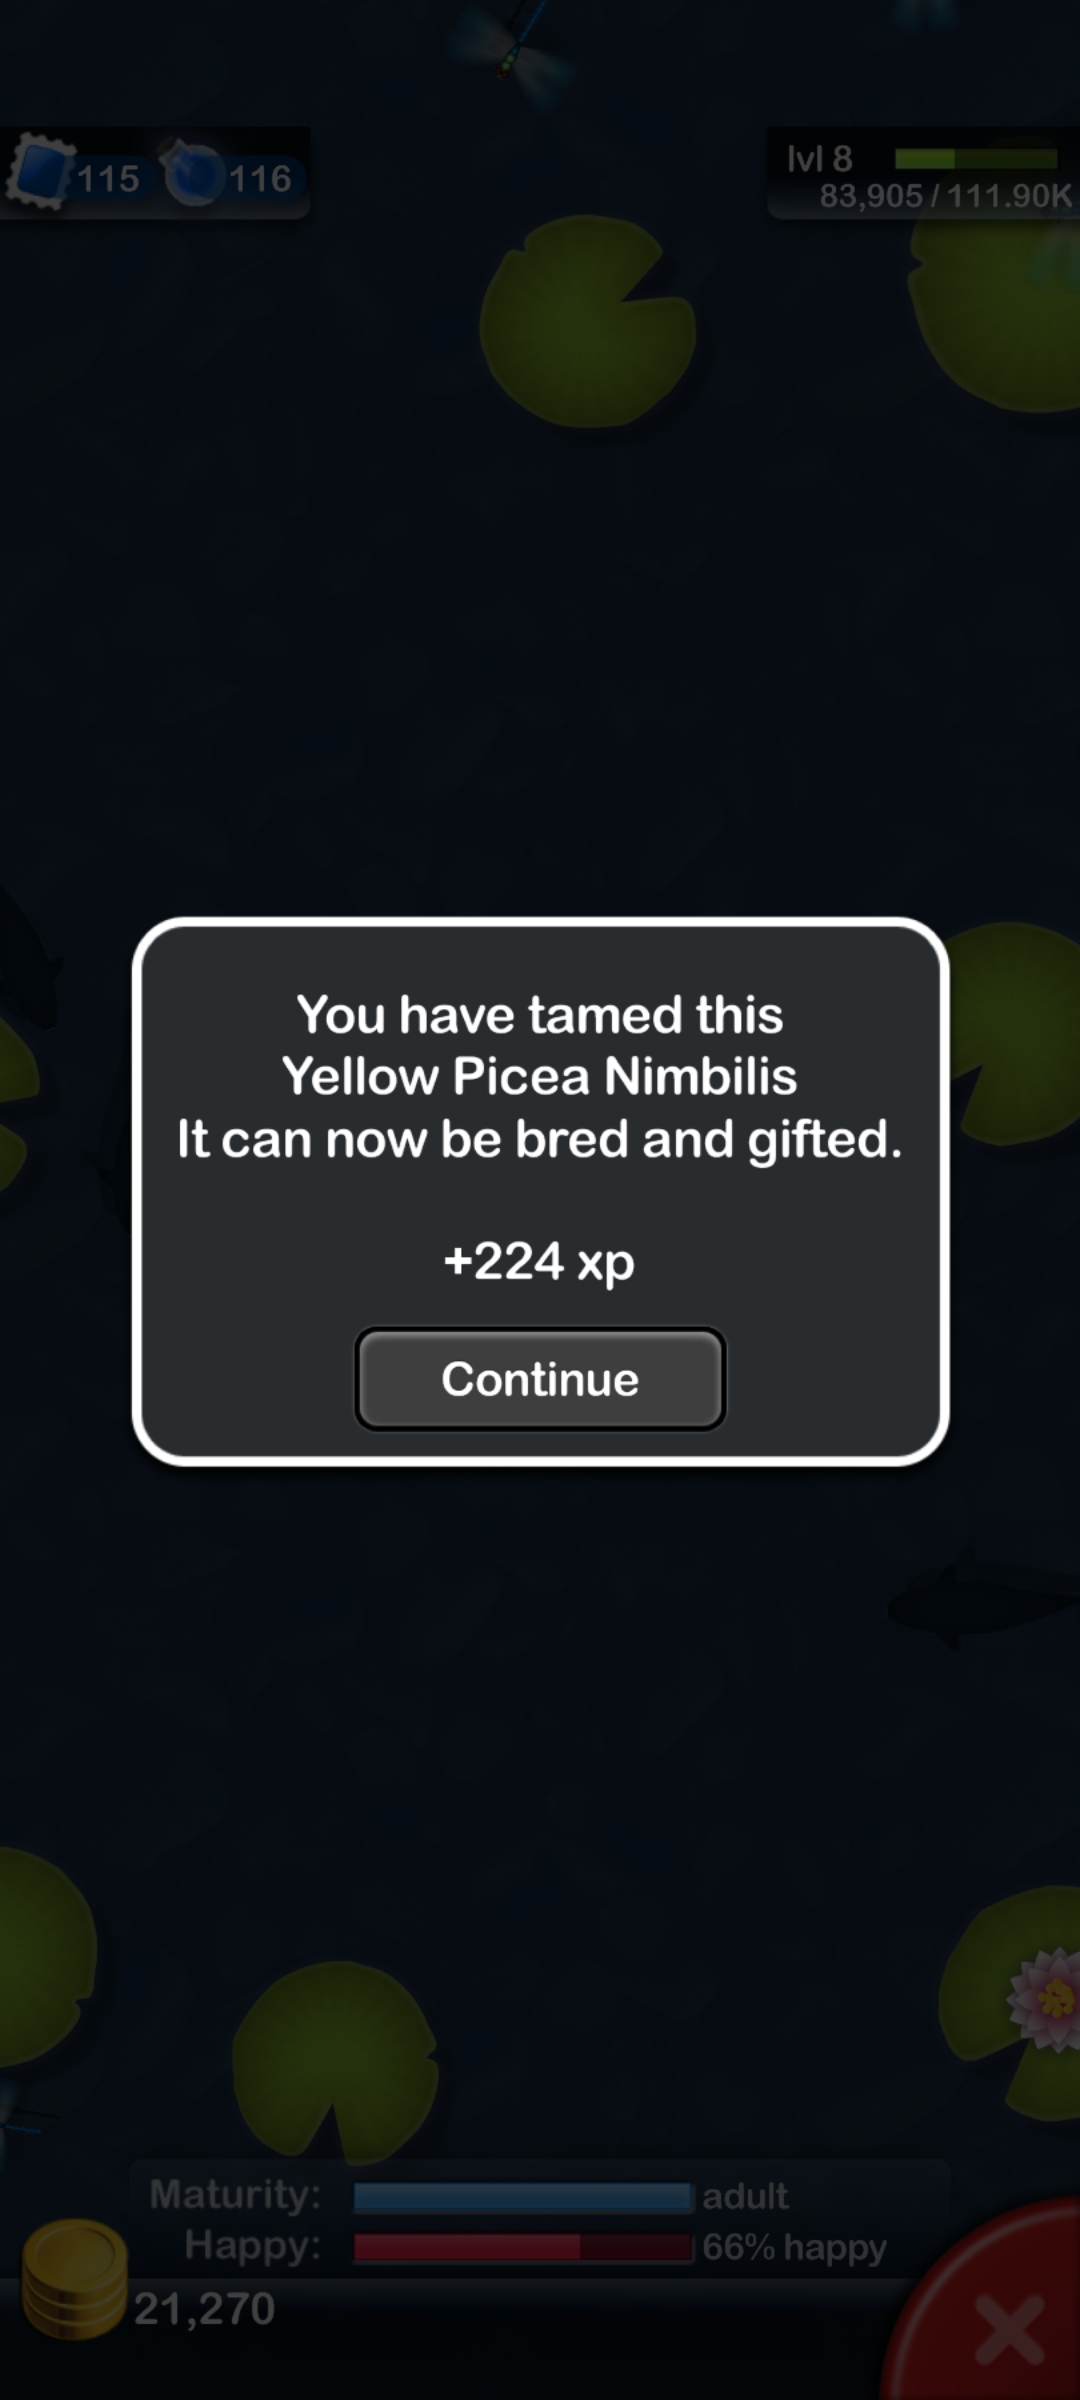 115 116
lvl 8
83,905 / 111.90K
You have tamed this
Yellow Picea Nimbilis
It can now be bred and gifted.
+224 xp
Continue
Maturity: adult
Happy: 66% happy
21,270